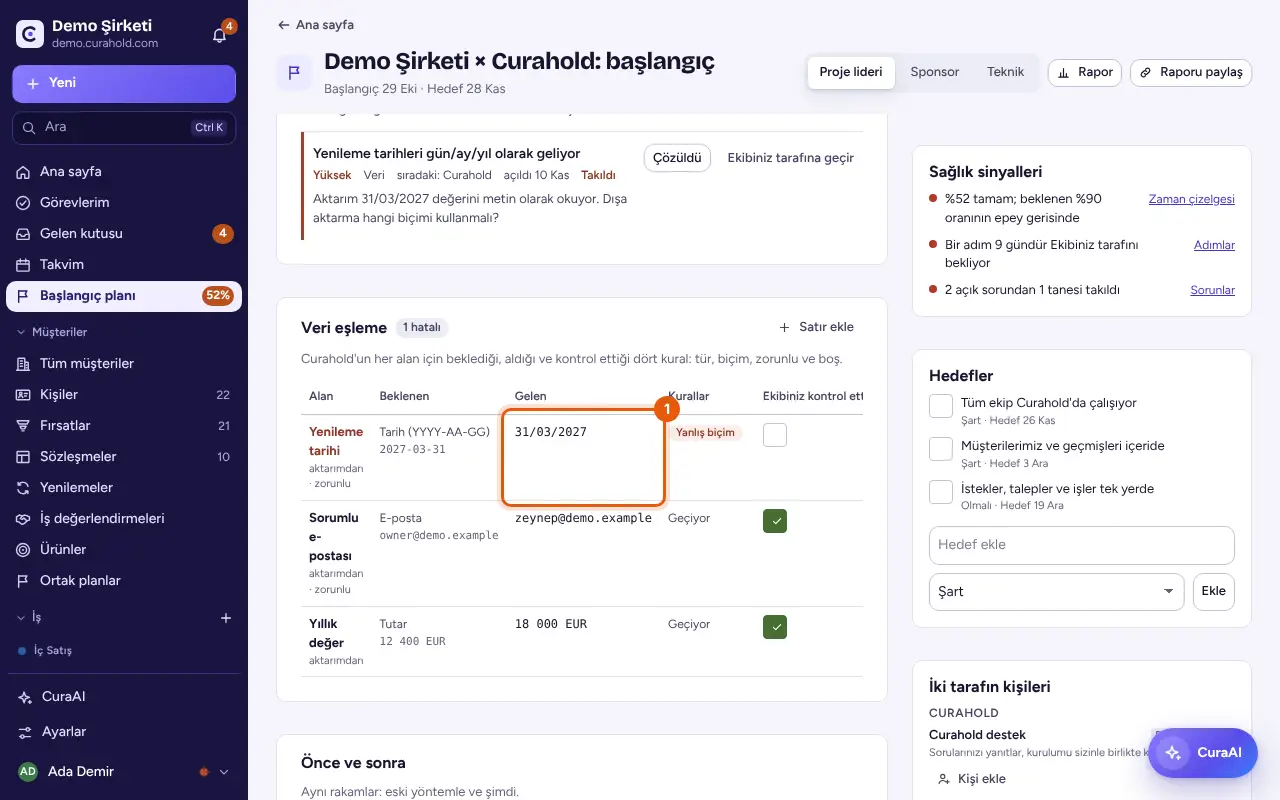 Demo Şirketi
demo.curahold.com
4
Yeni
Ara
Ctrl K
Ana sayfa
Görevlerim
Gelen kutusu
4
Takvim
Başlangıç planı
52%
Müşteriler
Tüm müşteriler
Kişiler
22
Fırsatlar
21
Sözleşmeler
10
Yenilemeler
İş değerlendirmeleri
Ürünler
Ortak planlar
İş
İç Satış
CuraAI
Ayarlar
AD
Ada Demir
← Ana sayfa
Demo Şirketi × Curahold: başlangıç
Başlangıç 29 Eki · Hedef 28 Kas
Proje lideri
Sponsor
Teknik
Rapor
Raporu paylaş
Yenileme tarihleri gün/ay/yıl olarak geliyor
Yüksek Veri sıradaki: Curahold açıldı 10 Kas Takıldı
Aktarım 31/03/2027 değerini metin olarak okuyor. Dışa
aktarma hangi biçimi kullanmalı?
Çözüldü
Ekibiniz tarafına geçir
Veri eşleme
1 hatalı
Satır ekle
Curahold'un her alan için beklediği, aldığı ve kontrol ettiği dört kural: tür, biçim, zorunlu ve boş.
Alan Beklenen Gelen Kurallar Ekibiniz kontrol ett
1
Yenileme
tarihi
aktarımdan
· zorunlu
Tarih (YYYY-AA-GG)
2027-03-31
31/03/2027
Yanlış biçim
Sorumlu
e-
postası
aktarımdan
· zorunlu
E-posta
owner@demo.example
zeynep@demo.example
Geçiyor
Yıllık
değer
aktarımdan
Tutar
12 400 EUR
18 000 EUR
Geçiyor
Önce ve sonra
Aynı rakamlar: eski yöntemle ve şimdi.
Sağlık sinyalleri
%52 tamam; beklenen %90
oranının epey gerisinde
Zaman çizelgesi
Bir adım 9 gündür Ekibiniz tarafını
bekliyor
Adımlar
2 açık sorundan 1 tanesi takıldı
Sorunlar
Hedefler
Tüm ekip Curahold'da çalışıyor
Şart · Hedef 26 Kas
Müşterilerimiz ve geçmişleri içeride
Şart · Hedef 3 Ara
İstekler, talepler ve işler tek yerde
Olmalı · Hedef 19 Ara
Hedef ekle
Şart
Ekle
İki tarafın kişileri
CURAHOLD
Curahold destek
Sorularınızı yanıtlar, kurulumu sizinle birlikte
Kişi ekle
CuraAI